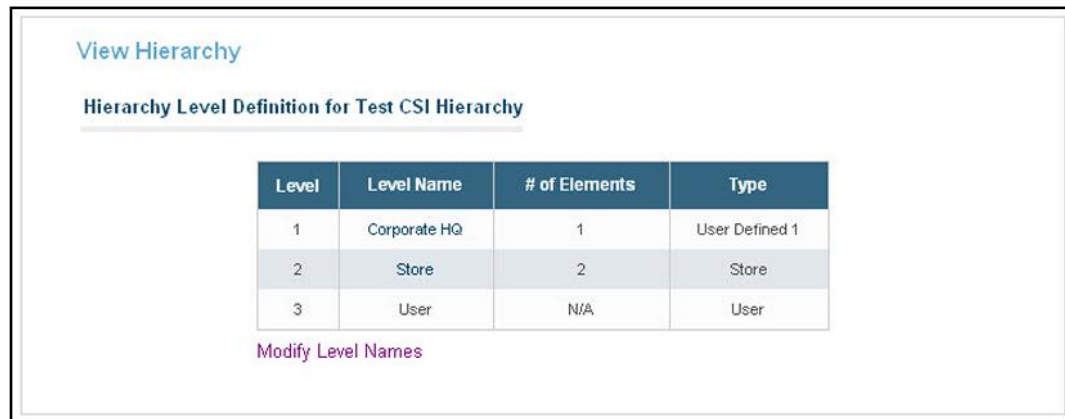 View Hierarchy
Hierarchy Level Definition for Test CSI Hierarchy
Level Level Name # of Elements Type
1 Corporate HQ 1 User Defined 1
2 Store 2 Store
3 User N/A User
Modify Level Names